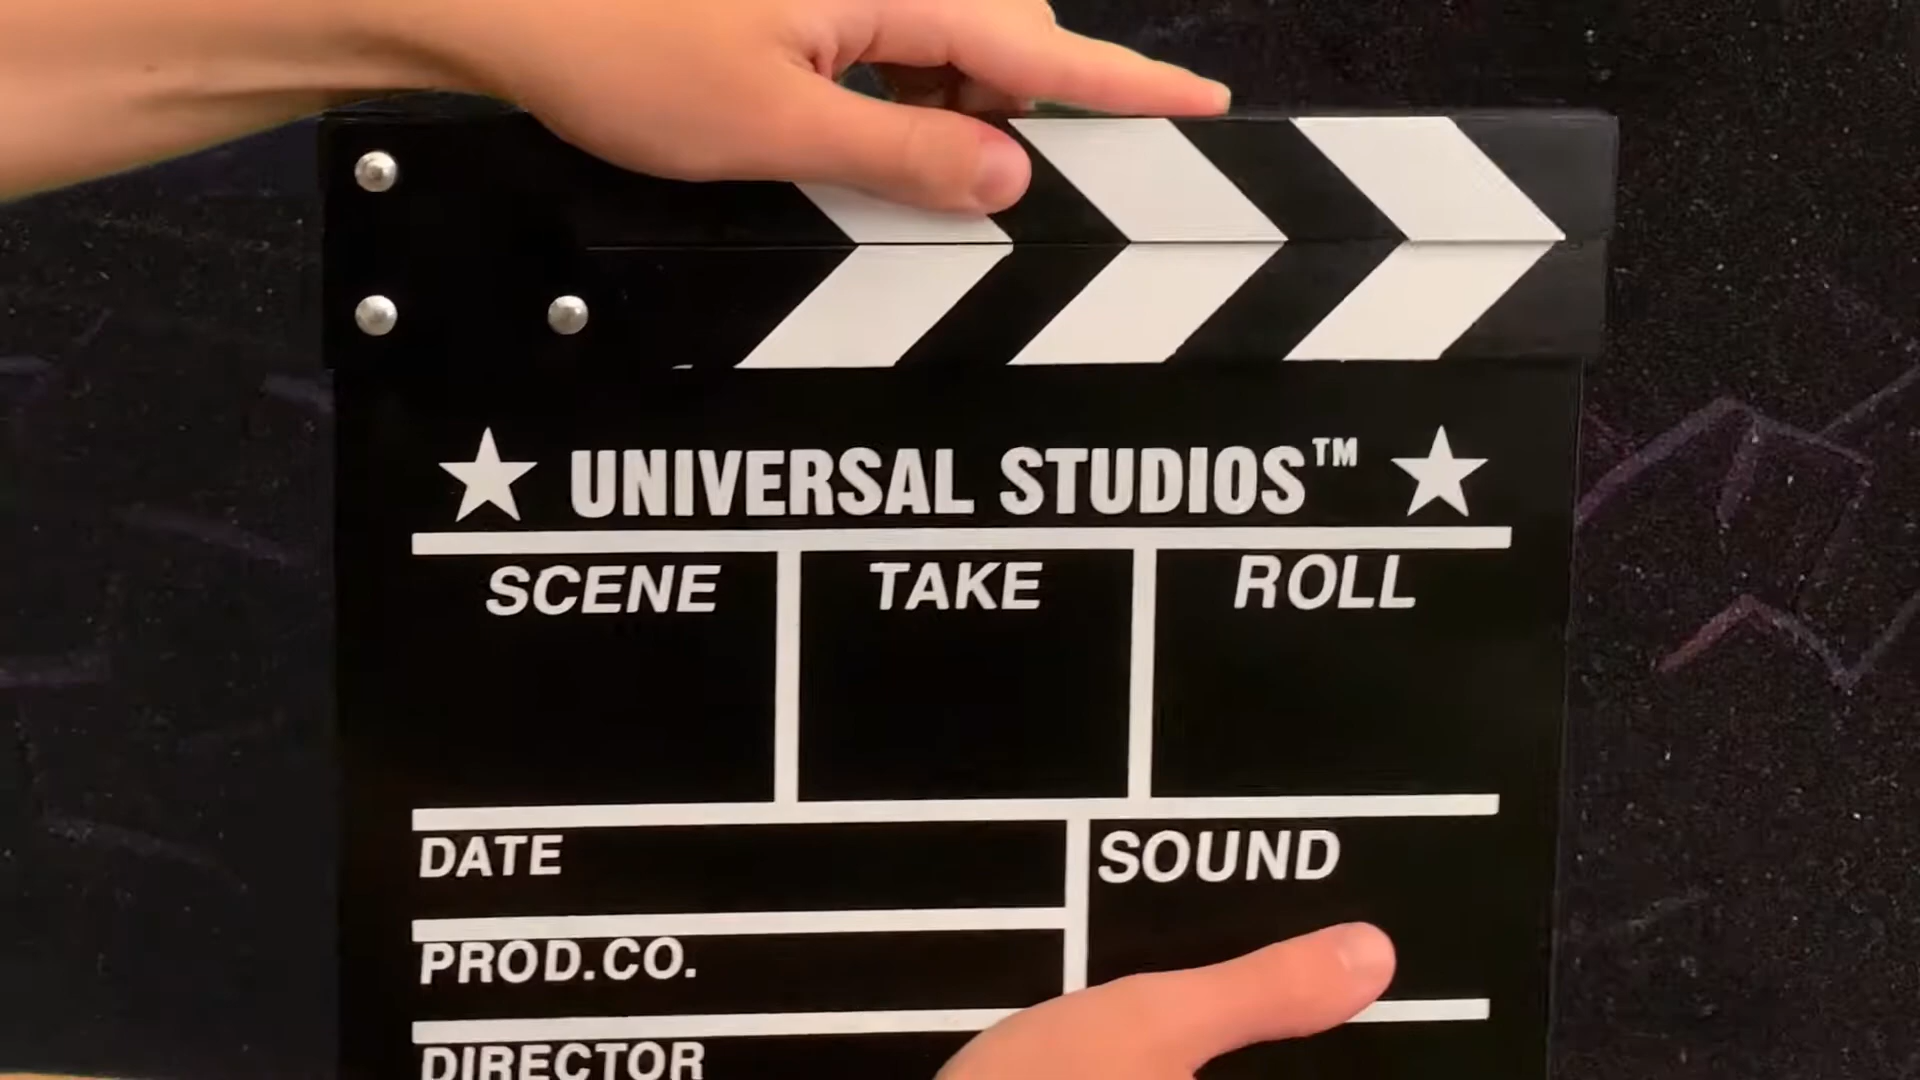 ★ UNIVERSAL STUDIOS™ ★
SCENE TAKE ROLL
DATE SOUND
PROD.CO.
DIRECTOR